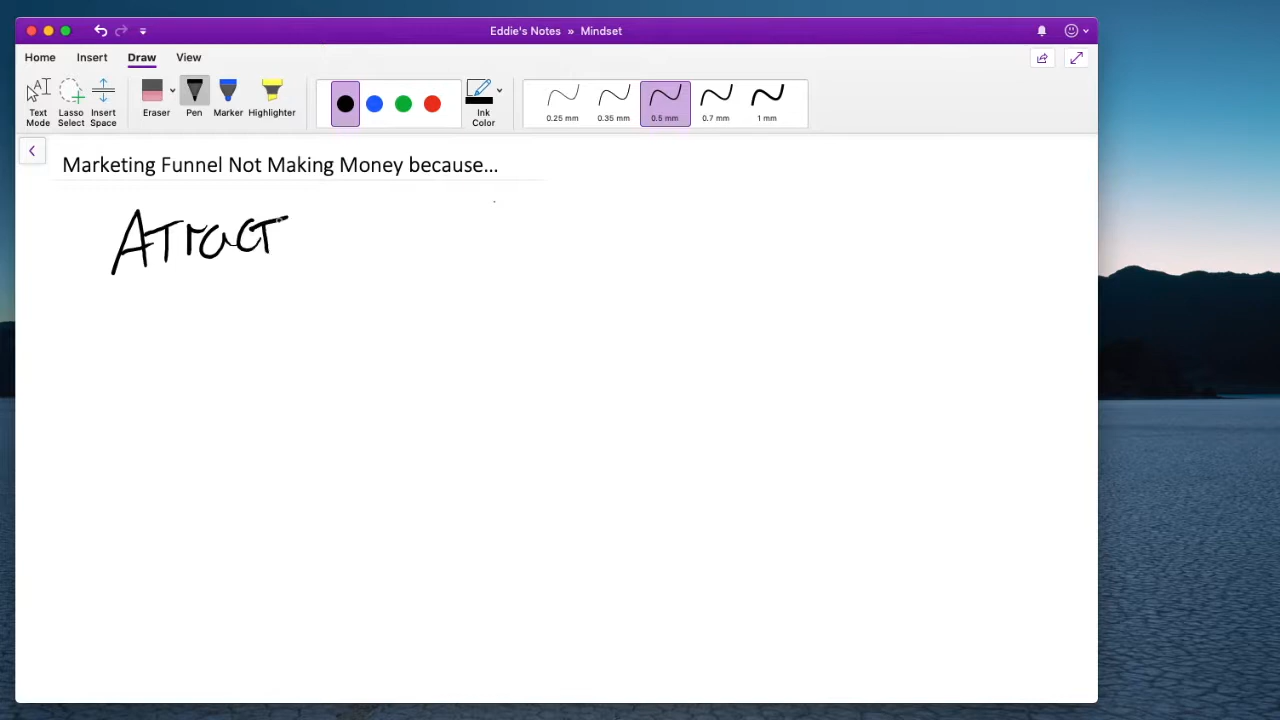 Eddie's Notes » Mindset
Home Insert Draw View
Text Mode Lasso Select Insert Space Eraser Pen Marker Highlighter Ink Color 0.25 mm 0.35 mm 0.5 mm 0.7 mm 1 mm
Marketing Funnel Not Making Money because...
ATract